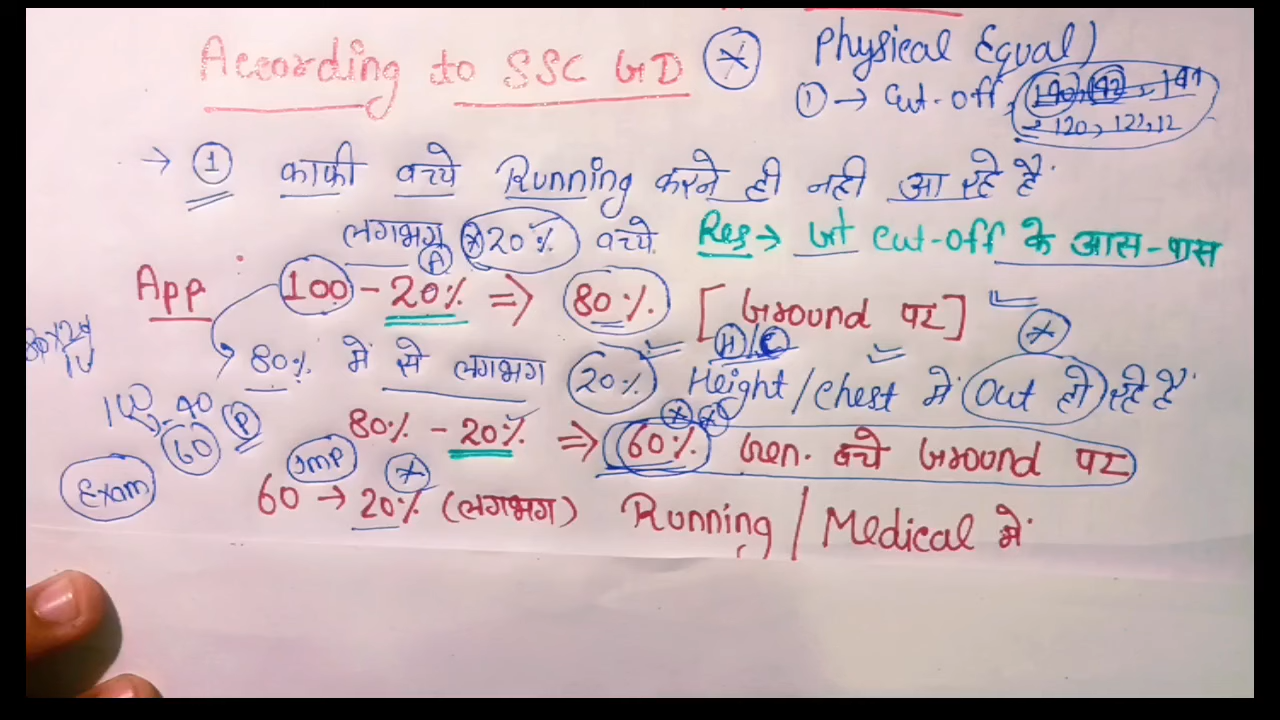 According to SSC GD * Physical Equal)
① → Cut-off,
= 120, 122, 12
→ ① काफी बच्चे Running करने ही नही आ रहे है
लगभग 20% बच्चे Res → Cut-off के आस-पास
App 100 - 20% => 80% [Ground पर]
80% में से लगभग 20% Height/Chest में Out हो रहे है
H/C
80% - 20% => 60% Gen. बच्चे Ground पर
60 P
Exam Imp
60 → 20% (लगभग) Running / Medical में